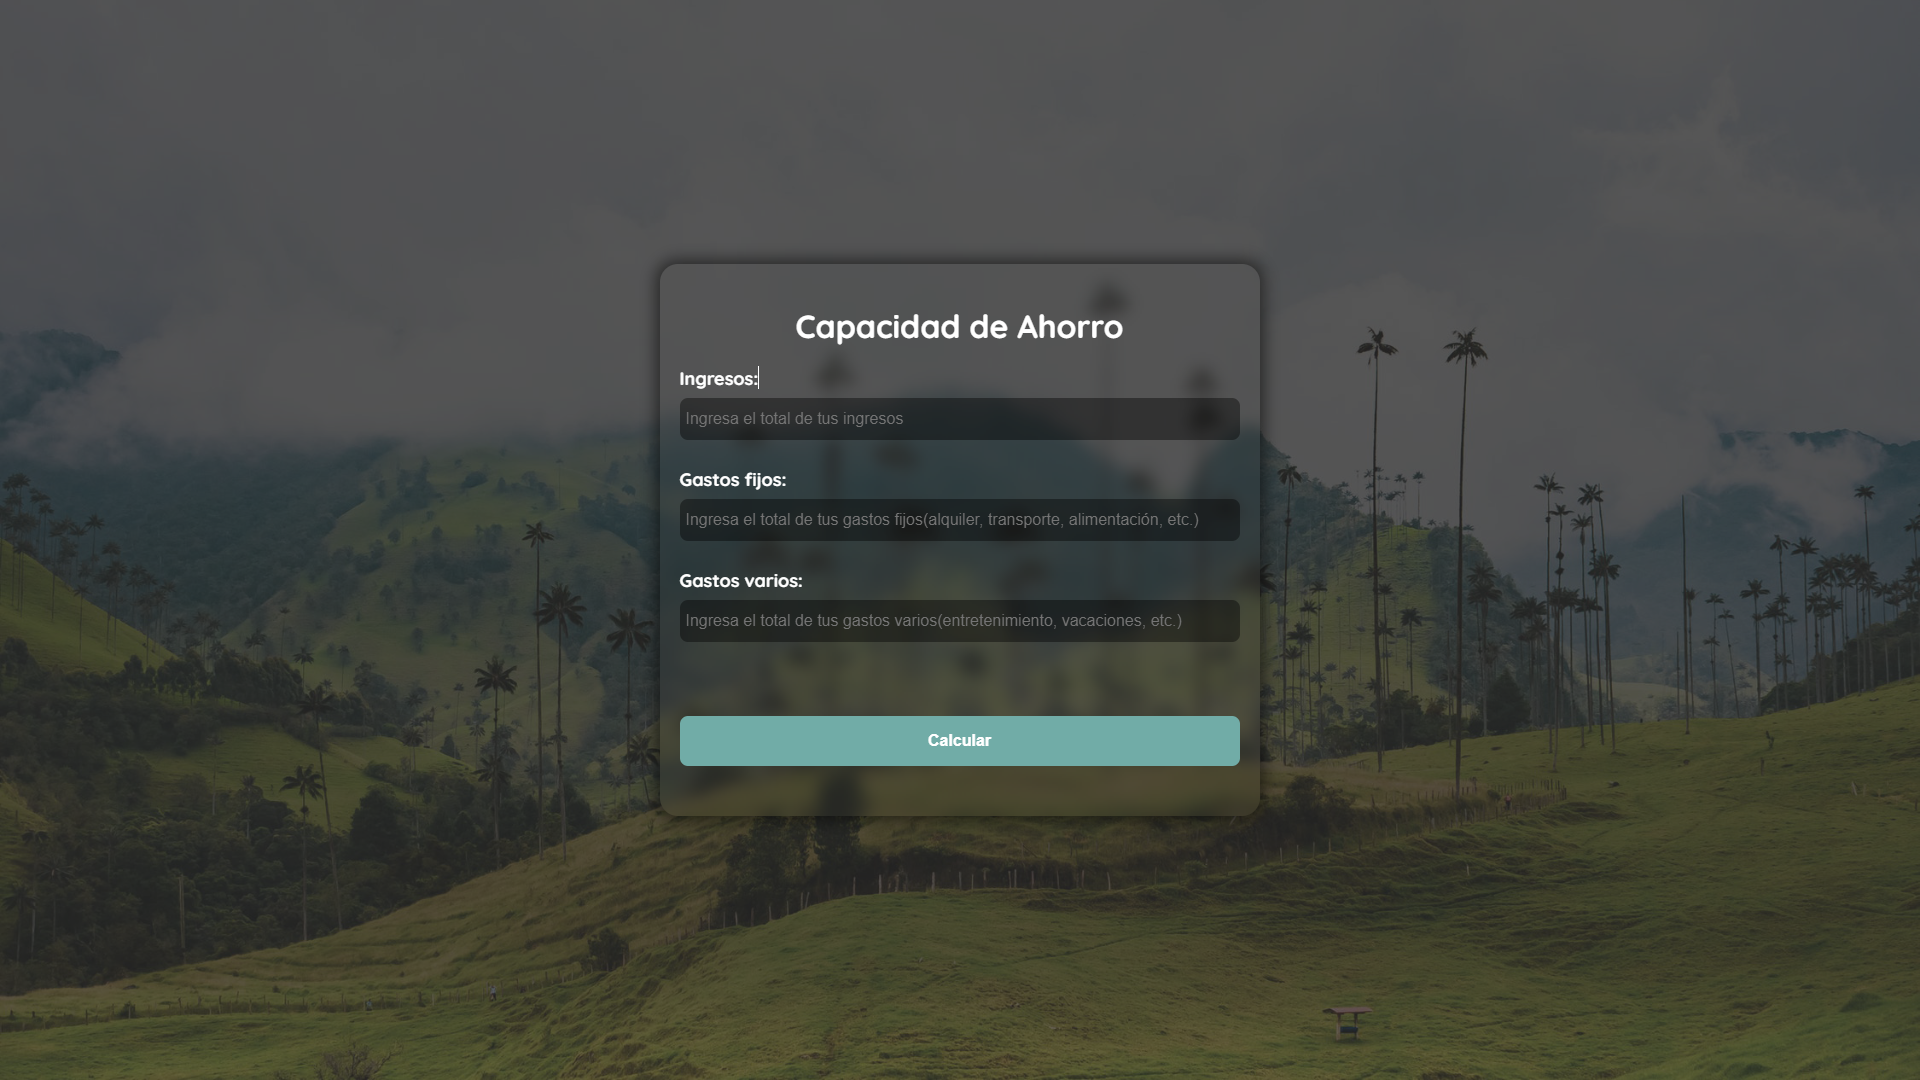 Capacidad de Ahorro
Ingresos:
Ingresa el total de tus ingresos
Gastos fijos:
Ingresa el total de tus gastos fijos(alquiler, transporte, alimentación, etc.)
Gastos varios:
Ingresa el total de tus gastos varios(entretenimiento, vacaciones, etc.)
Calcular